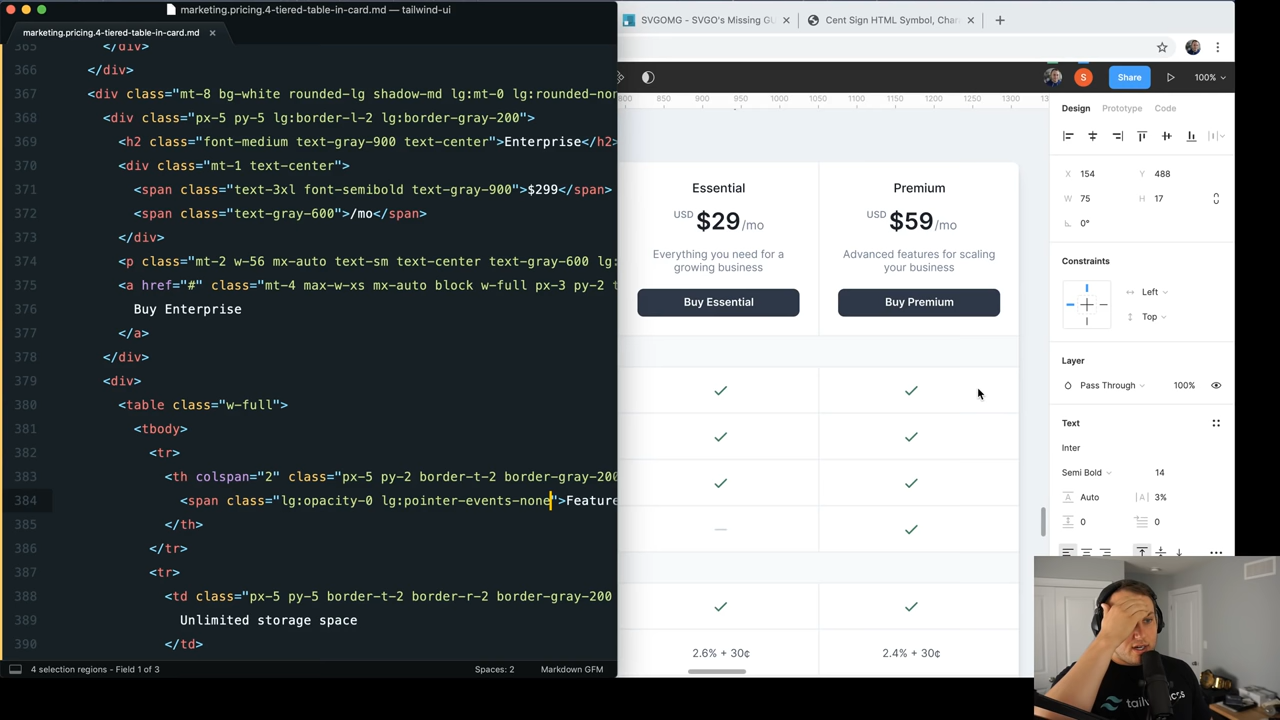 marketing.pricing.4-tiered-table-in-card.md — tailwind-ui
marketing.pricing.4-tiered-table-in-card.md ×
365 </div>
366 </div>
367 <div class="mt-8 bg-white rounded-lg shadow-md lg:mt-0 lg:rounded-non
368 <div class="px-5 py-5 lg:border-l-2 lg:border-gray-200">
369 <h2 class="font-medium text-gray-900 text-center">Enterprise</h2>
370 <div class="mt-1 text-center">
371 <span class="text-3xl font-semibold text-gray-900">$299</span>
372 <span class="text-gray-600">/mo</span>
373 </div>
374 <p class="mt-2 w-56 mx-auto text-sm text-center text-gray-600 lg:
375 <a href="#" class="mt-4 max-w-xs mx-auto block w-full px-3 py-2 t
376 Buy Enterprise
377 </a>
378 </div>
379 <div>
380 <table class="w-full">
381 <tbody>
382 <tr>
383 <th colspan="2" class="px-5 py-2 border-t-2 border-gray-200
384 <span class="lg:opacity-0 lg:pointer-events-none">Feature
385 </th>
386 </tr>
387 <tr>
388 <td class="px-5 py-5 border-t-2 border-r-2 border-gray-200
389 Unlimited storage space
390 </td>
4 selection regions - Field 1 of 3
Spaces: 2
Markdown GFM
SVGOMG - SVGO's Missing GU ×
Cent Sign HTML Symbol, Char ×
S
Share
100%
800 850 900 950 1000 1050 1100 1150 1200 1250 1300
Essential
USD $29/mo
Everything you need for a
growing business
Buy Essential
Premium
USD $59/mo
Advanced features for scaling
your business
Buy Premium
2.6% + 30¢
2.4% + 30¢
Design Prototype Code
X 154 Y 488
W 75 H 17
0°
Constraints
Left
Top
Layer
Pass Through 100%
Text
Inter
Semi Bold 14
Auto |A| 3%
0 0